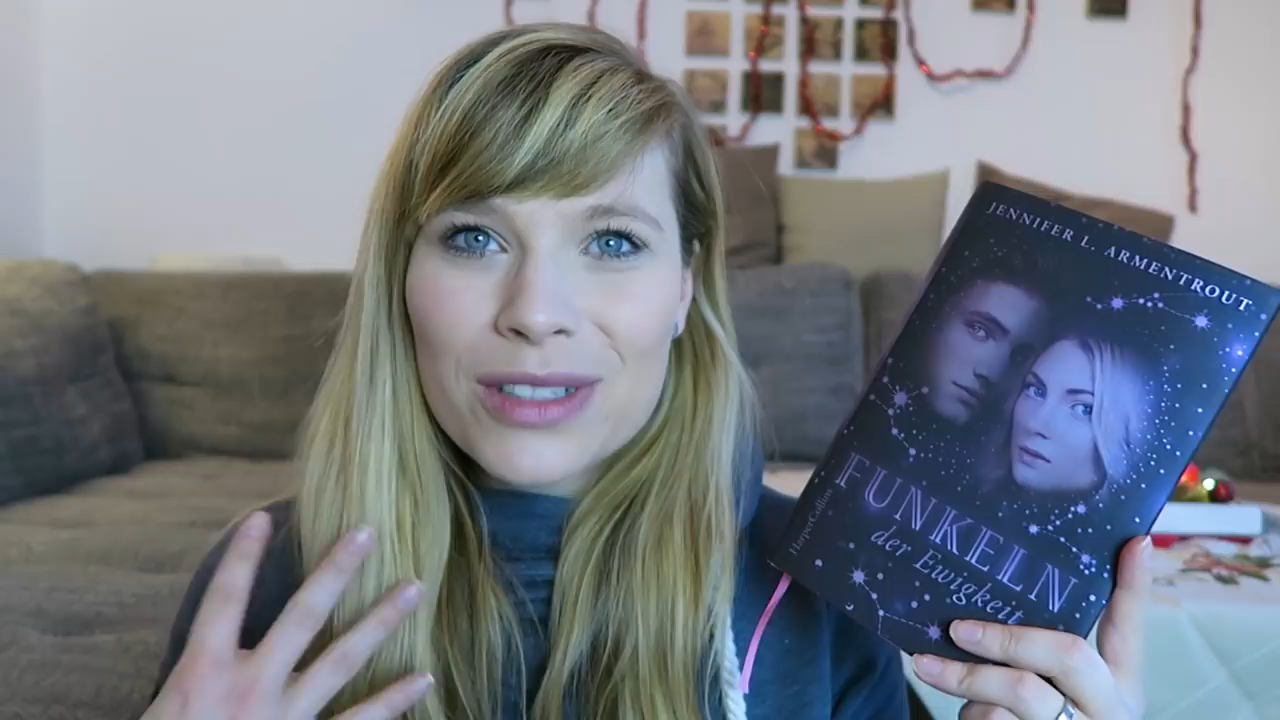 JENNIFER L. ARMENTROUT
FUNKELN
der Ewigkeit
HarperCollins